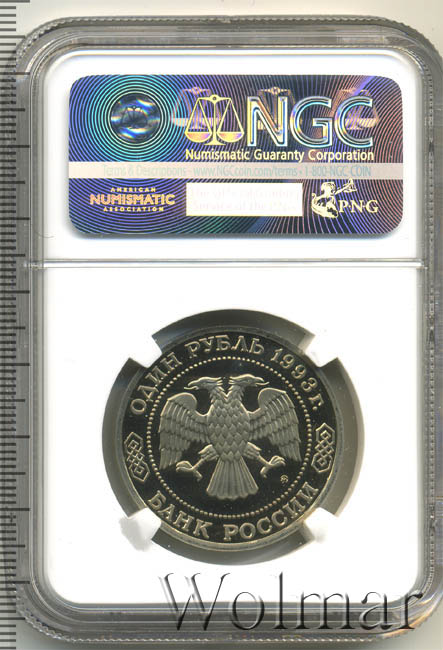 NGC
Numismatic Guaranty Corporation
Terms & Descriptions - www.NGCcoin.com/terms · 1-800-NGC-COIN
AMERICAN
NUMISMATIC
ASSOCIATION
PNG
ОДИН РУБЛЬ 1993 г.
БАНК РОССИИ
Wolmar